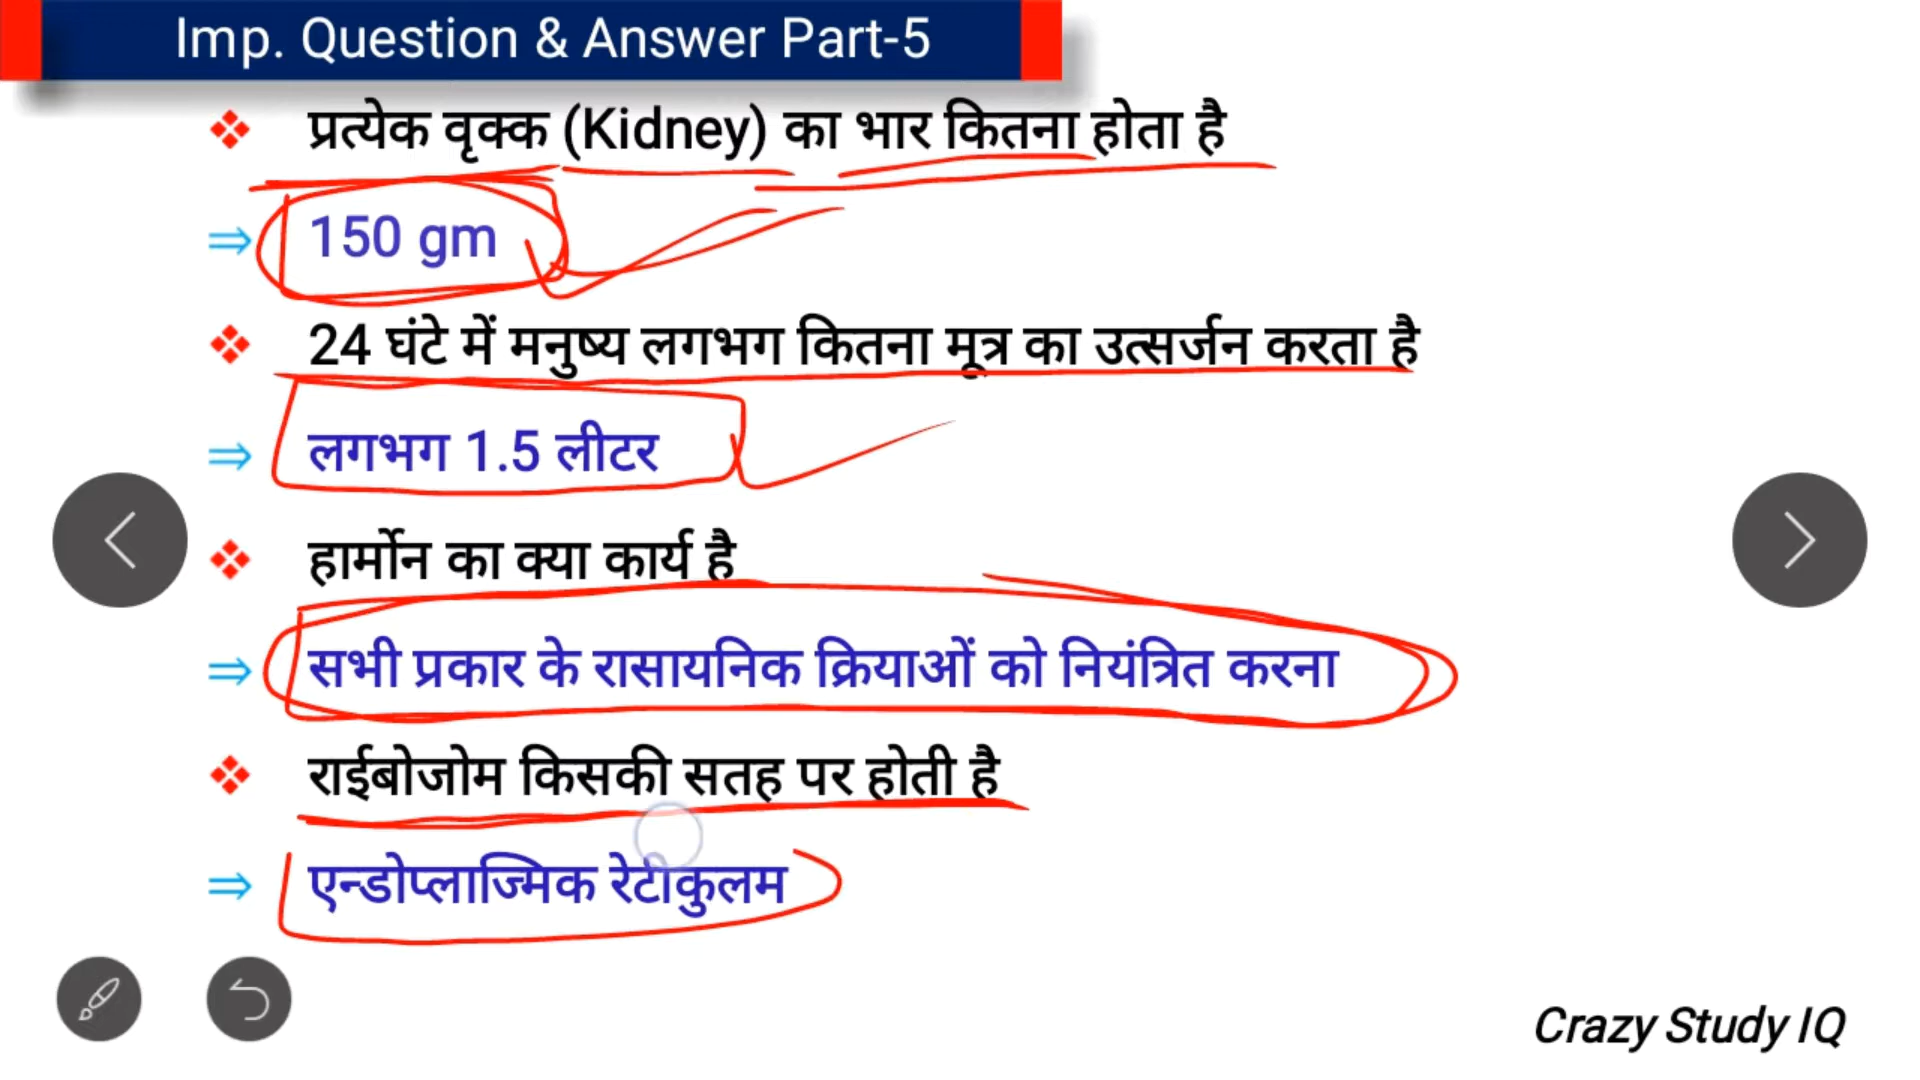 Imp. Question & Answer Part-5
प्रत्येक वृक्क (Kidney) का भार कितना होता है
⇒ 150 gm
24 घंटे में मनुष्य लगभग कितना मूत्र का उत्सर्जन करता है
⇒ लगभग 1.5 लीटर
हार्मोन का क्या कार्य है
⇒ सभी प्रकार के रासायनिक क्रियाओं को नियंत्रित करना
राईबोजोम किसकी सतह पर होती है
⇒ एन्डोप्लाज्मिक रेटीकुलम
Crazy Study IQ